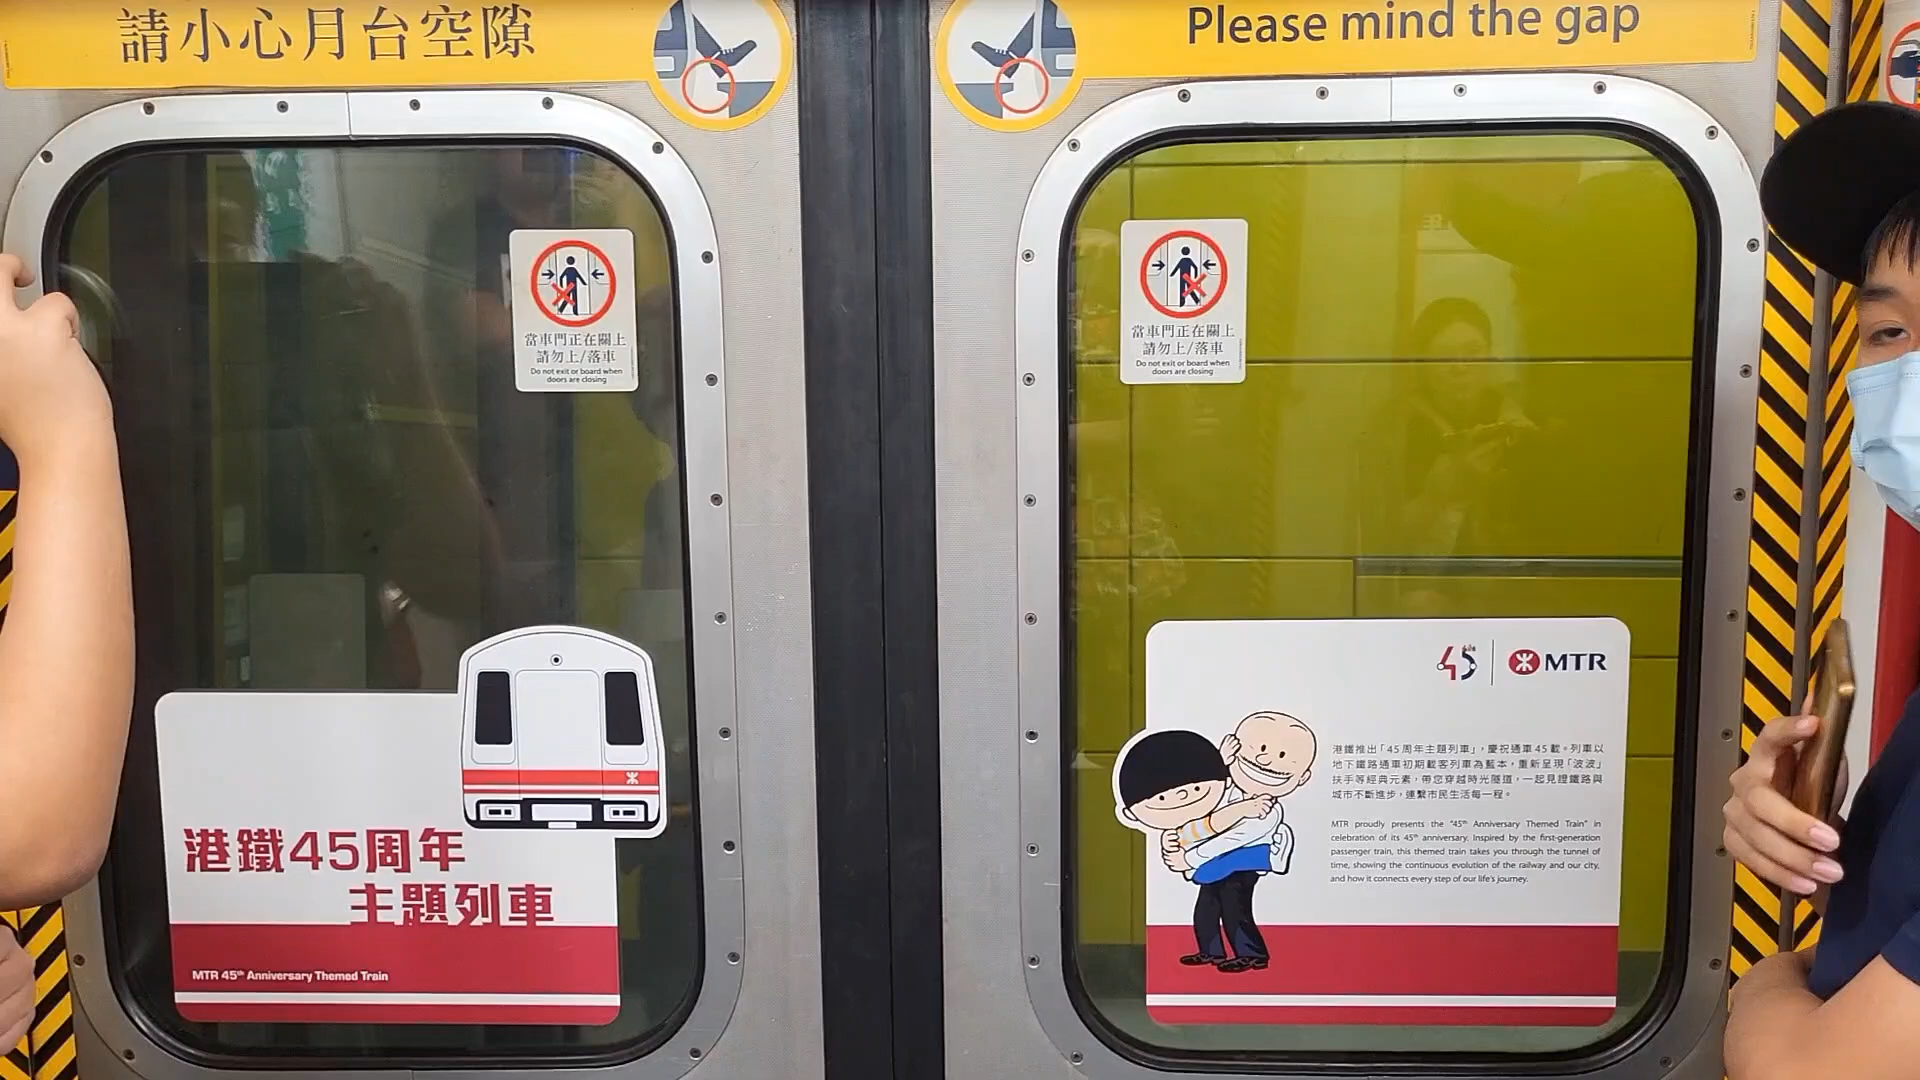 請小心月台空隙
Please mind the gap
當車門正在關上
請勿上/落車
Do not exit or board when
doors are closing
當車門正在關上
請勿上/落車
Do not exit or board when
doors are closing
港鐵45周年
主題列車
MTR 45th Anniversary Themed Train
45 MTR
港鐵推出「45周年主題列車」，慶祝通車45載。列車以
地下鐵路通車初期載客列車為藍本，重新呈現「波波」
扶手等經典元素，帶您穿越時光隧道，一起見證鐵路與
城市不斷進步，連繫市民生活每一程。
MTR proudly presents the "45th Anniversary Themed Train" in
celebration of its 45th anniversary. Inspired by the first-generation
passenger train, this themed train takes you through the tunnel of
time, showing the continuous evolution of the railway and our city,
and how it connects every step of our life's journey.